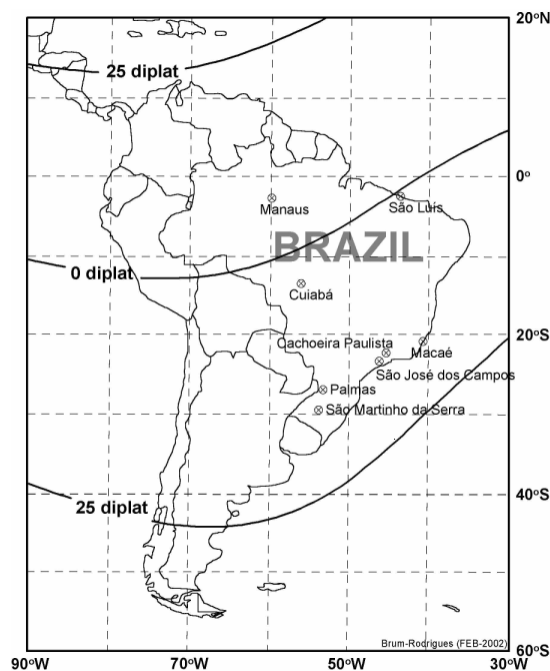 20°N
25 diplat
0°
Manaus
São Luís
BRAZIL
0 diplat
Cuiabá
20°S
Cachoeira Paulista
Macaé
São José dos Campos
Palmas
São Martinho da Serra
40°S
25 diplat
Brum-Rodrigues (FEB-2002)
60°S
90°W
70°W
50°W
30°W